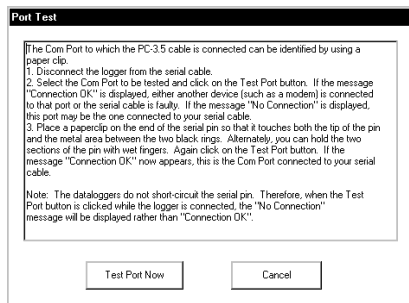 Port Test
The Com Port to which the PC-3.5 cable is connected can be identified by using a
paper clip.
1. Disconnect the logger from the serial cable.
2. Select the Com Port to be tested and click on the Test Port button.  If the message
"Connection OK" is displayed, either another device (such as a modem) is connected
to that port or the serial cable is faulty.  If the message "No Connection" is displayed,
this port may be the one connected to your serial cable.
3. Place a paperclip on the end of the serial pin so that it touches both the tip of the pin
and the metal area between the two black rings.  Alternately, you can hold the two
sections of the pin with wet fingers.  Again click on the Test Port button.  If the
message "Connection OK" now appears, this is the Com Port connected to your serial
cable.
Note:  The dataloggers do not short-circuit the serial pin.  Therefore, when the Test
Port button is clicked while the logger is connected, the "No Connection"
message will be displayed rather than "Connection OK".
Test Port Now
Cancel